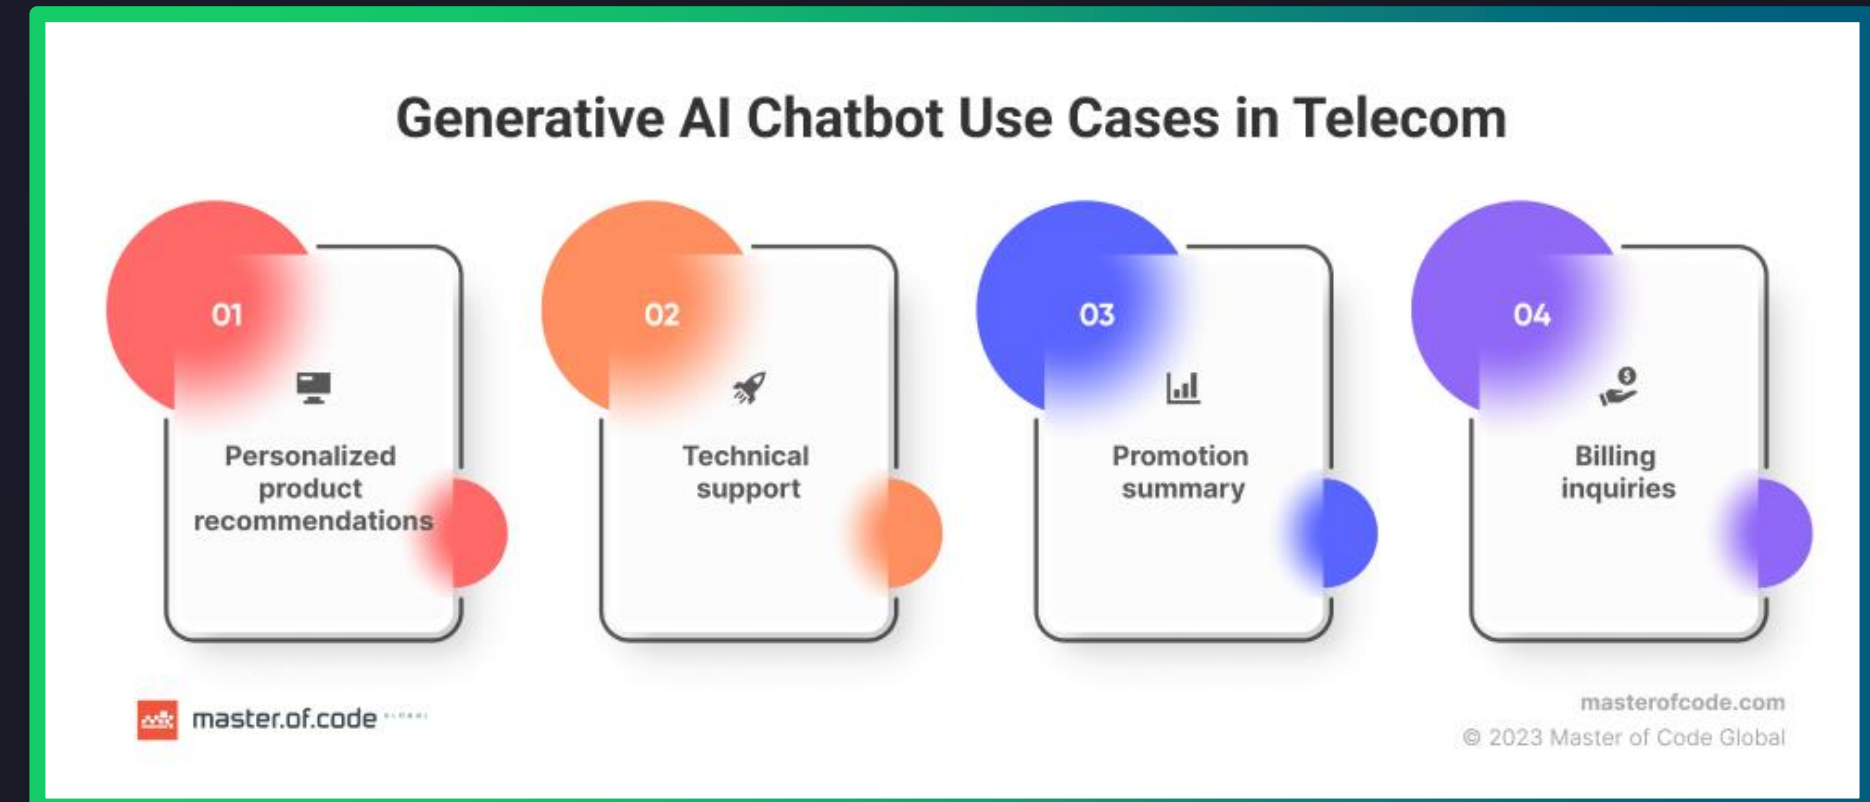 Generative AI Chatbot Use Cases in Telecom
01
Personalized
product
recommendations
02
Technical
support
03
Promotion
summary
04
Billing
inquiries
master.of.code GLOBAL
masterofcode.com
© 2023 Master of Code Global